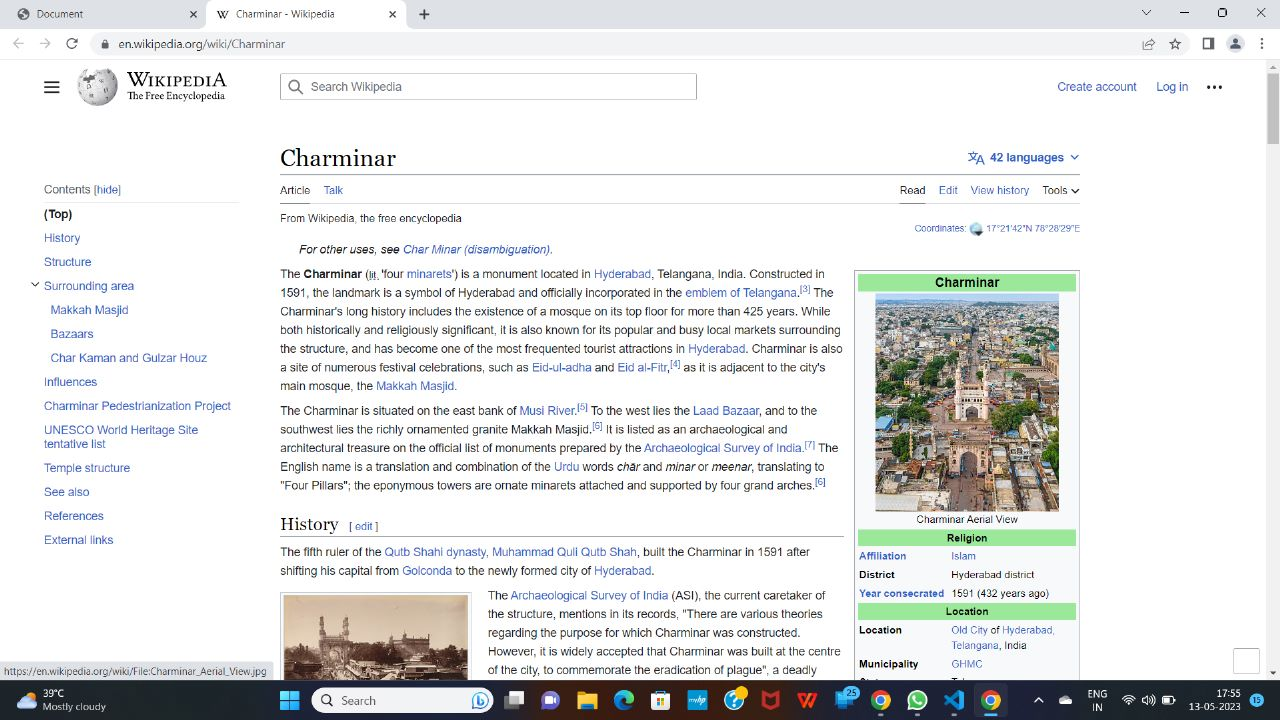 Document
Charminar - Wikipedia
en.wikipedia.org/wiki/Charminar
WIKIPEDIA
The Free Encyclopedia
Search Wikipedia
Create account
Log in
Charminar
42 languages
Contents [hide]
Article
Talk
Read
Edit
View history
Tools
(Top)
History
Structure
Surrounding area
Makkah Masjid
Bazaars
Char Kaman and Gulzar Houz
Influences
Charminar Pedestrianization Project
UNESCO World Heritage Site
tentative list
Temple structure
See also
References
External links
From Wikipedia, the free encyclopedia
Coordinates: 17°21′42″N 78°28′29″E
For other uses, see Char Minar (disambiguation).
The Charminar (lit. 'four minarets') is a monument located in Hyderabad, Telangana, India. Constructed in
1591, the landmark is a symbol of Hyderabad and officially incorporated in the emblem of Telangana.[3] The
Charminar's long history includes the existence of a mosque on its top floor for more than 425 years. While
both historically and religiously significant, it is also known for its popular and busy local markets surrounding
the structure, and has become one of the most frequented tourist attractions in Hyderabad. Charminar is also
a site of numerous festival celebrations, such as Eid-ul-adha and Eid al-Fitr,[4] as it is adjacent to the city's
main mosque, the Makkah Masjid.
The Charminar is situated on the east bank of Musi River.[5] To the west lies the Laad Bazaar, and to the
southwest lies the richly ornamented granite Makkah Masjid.[6] It is listed as an archaeological and
architectural treasure on the official list of monuments prepared by the Archaeological Survey of India.[7] The
English name is a translation and combination of the Urdu words chār and minar or meenar, translating to
"Four Pillars"; the eponymous towers are ornate minarets attached and supported by four grand arches.[6]
History [ edit ]
The fifth ruler of the Qutb Shahi dynasty, Muhammad Quli Qutb Shah, built the Charminar in 1591 after
shifting his capital from Golconda to the newly formed city of Hyderabad.
The Archaeological Survey of India (ASI), the current caretaker of
the structure, mentions in its records, "There are various theories
regarding the purpose for which Charminar was constructed.
However, it is widely accepted that Charminar was built at the centre
of the city, to commemorate the eradication of plague", a deadly
Charminar
Charminar Aerial View
Religion
Affiliation Islam
District Hyderabad district
Year consecrated 1591 (432 years ago)
Location
Location Old City of Hyderabad,
Telangana, India
Municipality GHMC
https://en.wikipedia.org/wiki/File:Charminar_Aerial_View.jpg
39°C
Mostly cloudy
Search
25
ENG
IN
17:55
13-05-2023
15